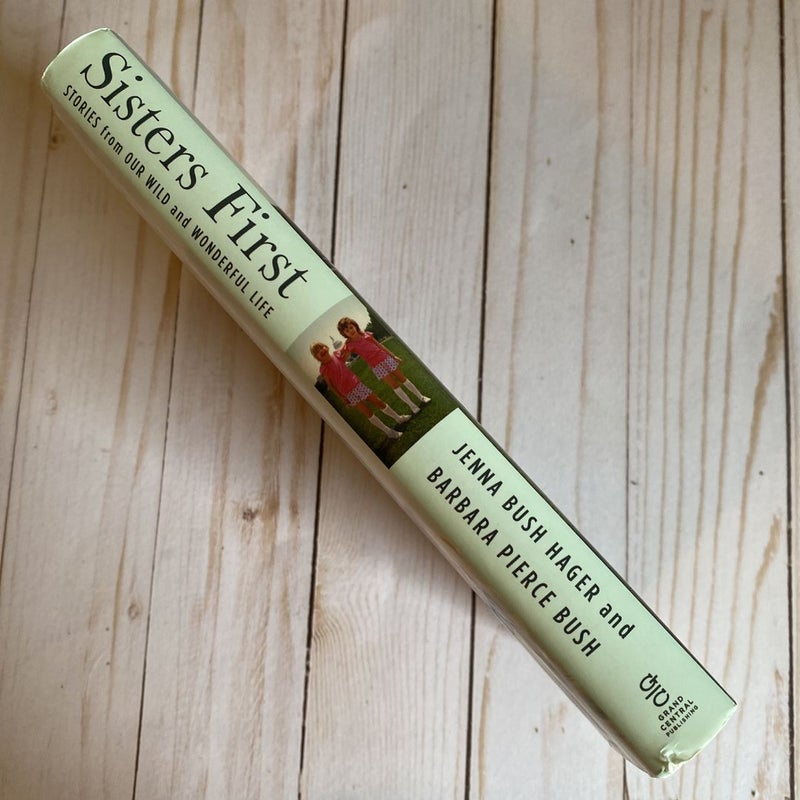 Sisters First
STORIES from OUR WILD and WONDERFUL LIFE
JENNA BUSH HAGER and
BARBARA PIERCE BUSH
GRAND
CENTRAL
PUBLISHING